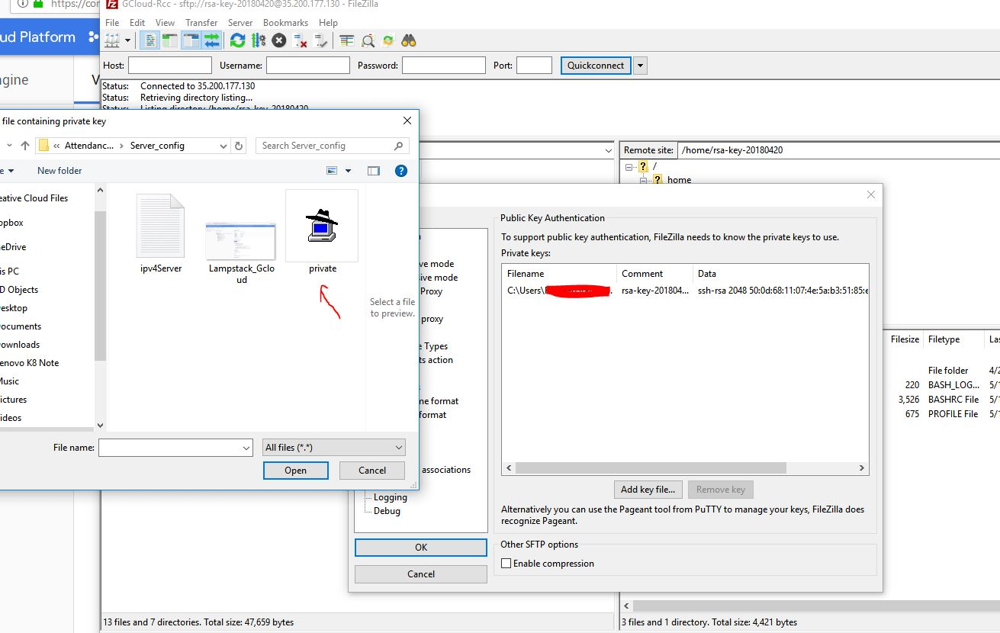 https://con
GCloud-Rcc - sftp://rsa-key-20180420@35.200.177.130 - FileZilla
File Edit View Transfer Server Bookmarks Help
ud Platform
Host: Username: Password: Port: Quickconnect
ngine
V
Status: Connected to 35.200.177.130
Status: Retrieving directory listing...
Status: Listing directory /home/rsa-key-20180420
file containing private key
« Attendanc... › Server_config
Search Server_config
e New folder
Remote site: /home/rsa-key-20180420
/
home
eative Cloud Files
opbox
neDrive
is PC
D Objects
esktop
ocuments
ownloads
enovo K8 Note
Music
ictures
ideos
ipv4Server
Lampstack_Gclo
ud
private
Select a file
to preview.
File name:
All files (*.*)
Open Cancel
ve mode
sive mode
Proxy
proxy
e Types
ts action
me format
format
associations
Logging
Debug
OK
Cancel
Public Key Authentication
To support public key authentication, FileZilla needs to know the private keys to use.
Private keys:
Filename Comment Data
C:\Users\ rsa-key-201804... ssh-rsa 2048 50:0d:68:11:07:4e:5a:b3:51:85:e
Add key file... Remove key
Alternatively you can use the Pageant tool from PuTTY to manage your keys, FileZilla does
recognize Pageant.
Other SFTP options
Enable compression
Filesize Filetype Las
File folder 4/2
220 BASH_LOG... 5/1
3,526 BASHRC File 5/1
675 PROFILE File 5/1
13 files and 7 directories. Total size: 47,659 bytes
3 files and 1 directory. Total size: 4,421 bytes